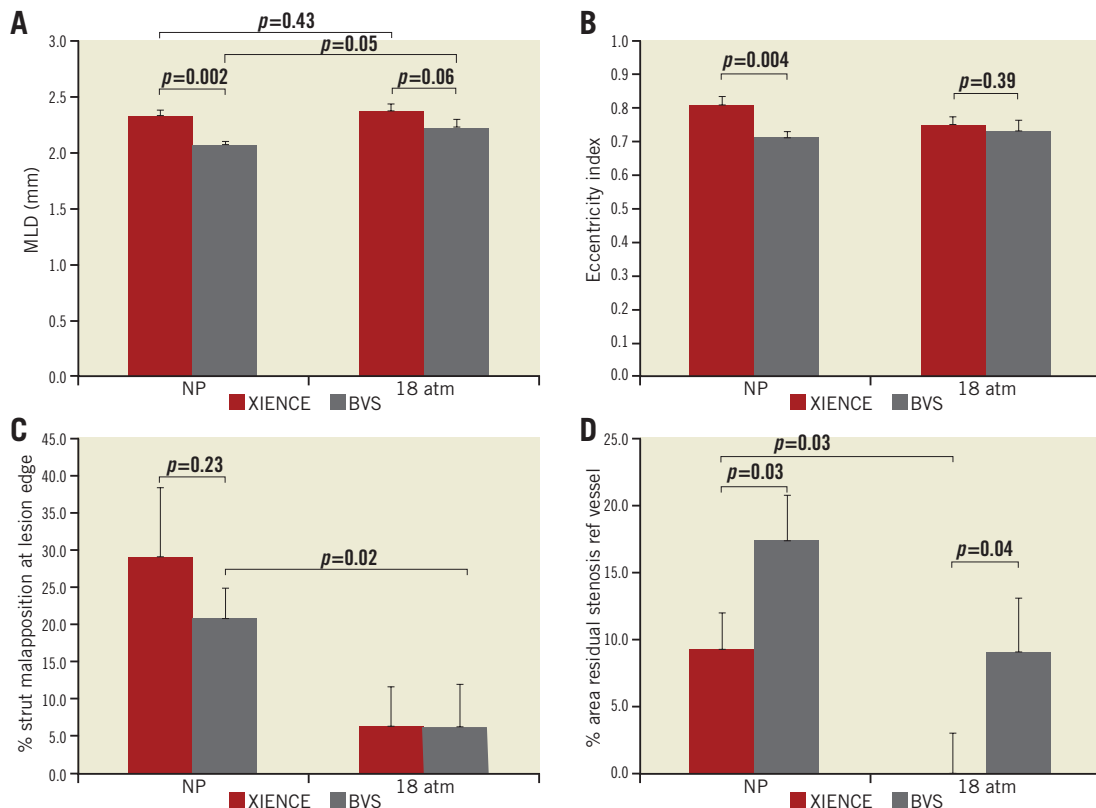 A
p=0.43
p=0.05
p=0.002
p=0.06
MLD (mm)
3.0
2.5
2.0
1.5
1.0
0.5
0.0
NP
18 atm
XIENCE
BVS
B
p=0.004
p=0.39
Eccentricity index
1.0
0.9
0.8
0.7
0.6
0.5
0.4
0.3
0.2
0.1
0.0
NP
18 atm
XIENCE
BVS
C
p=0.23
p=0.02
% strut malapposition at lesion edge
45.0
40.0
35.0
30.0
25.0
20.0
15.0
10.0
5.0
0.0
NP
18 atm
XIENCE
BVS
D
p=0.03
p=0.03
p=0.04
% area residual stenosis ref vessel
25.0
20.0
15.0
10.0
5.0
0.0
NP
18 atm
XIENCE
BVS